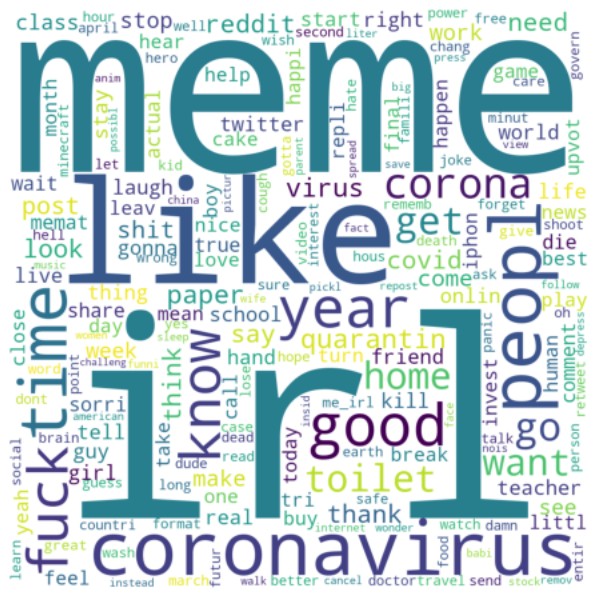 class hour april stop well reddit start right power free need govern
hear wish second liter work chang press
meme
month minecraft anim possibl stay let actual hero kid help twitter cake happi gotta parent spread hate repli save famili final big joke game happen care minut world view upvot
wait laugh china boy pictur cough virus corona rememb forget life
post leav like interest fact get iphon news
memat shit nice video death give shoot
look hell gonna true love hous covid die best
live music wrong sure pickl repost come ask follow
thing paper year onlin play
share mean school wife say quarantin oh peopl
close time day yes women sleep know hand hope turn friend human comment panic retweet depress
word week funni think lose
dont point challeng call irl home invest
sorri me_irl kill go talk person
fuck tell american take case insid good face nois
social brain guy dead today earth break want
girl guess dude read toilet teacher
yeah long make safe see
countri format one tri thank littl
learn great real buy internet wonder watch damn
wash coronavirus food babi entir
feel march futur
instead walk better cancel doctor travel send stock remov